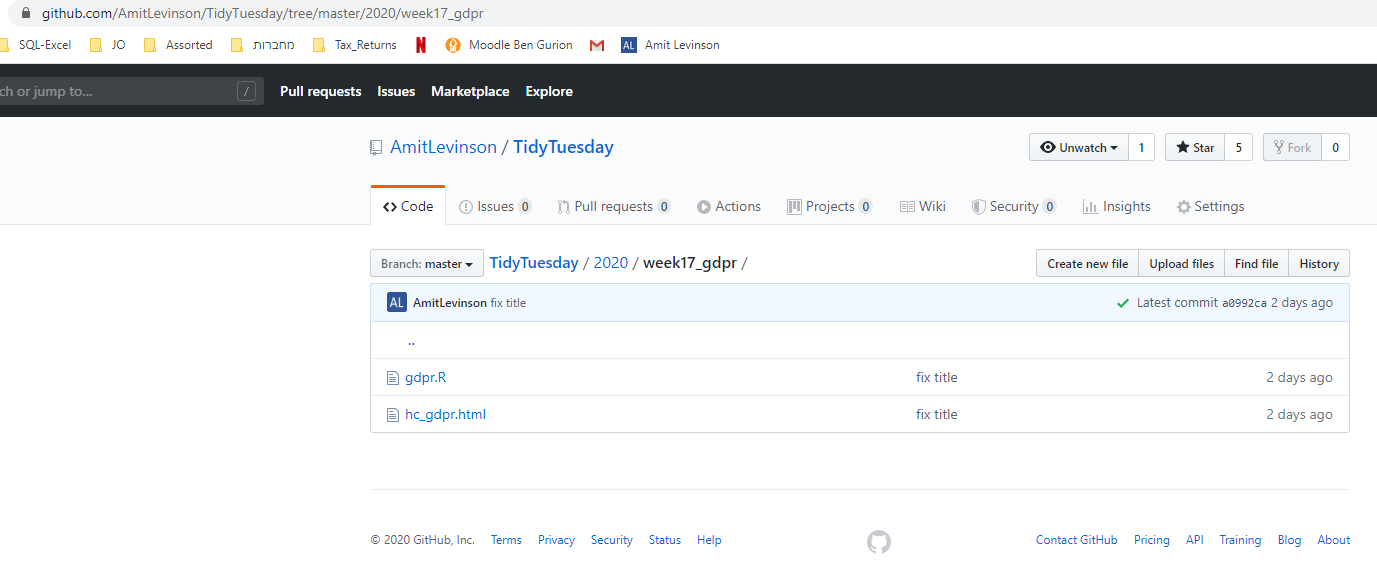 github.com/AmitLevinson/TidyTuesday/tree/master/2020/week17_gdpr
SQL-Excel JO Assorted מחברות Tax_Returns N Moodle Ben Gurion M AL Amit Levinson
ch or jump to... / Pull requests Issues Marketplace Explore
AmitLevinson / TidyTuesday Unwatch 1 Star 5 Fork 0
Code Issues 0 Pull requests 0 Actions Projects 0 Wiki Security 0 Insights Settings
Branch: master TidyTuesday / 2020 / week17_gdpr / Create new file Upload files Find file History
AL AmitLevinson fix title Latest commit a0992ca 2 days ago
..
gdpr.R fix title 2 days ago
hc_gdpr.html fix title 2 days ago
© 2020 GitHub, Inc. Terms Privacy Security Status Help Contact GitHub Pricing API Training Blog About